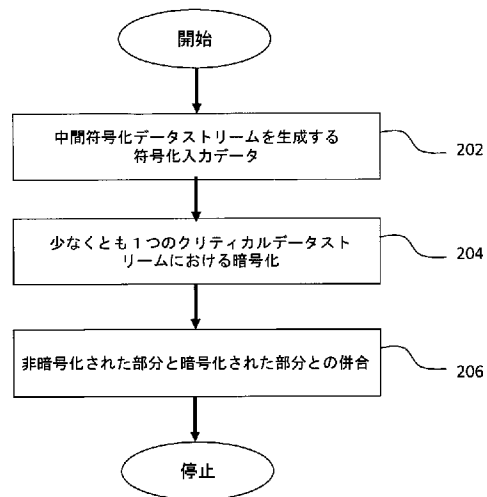 開始
中間符号化データストリームを生成する
符号化入力データ
202
少なくとも1つのクリティカルデータスト
リームにおける暗号化
204
非暗号化された部分と暗号化された部分との併合
206
停止